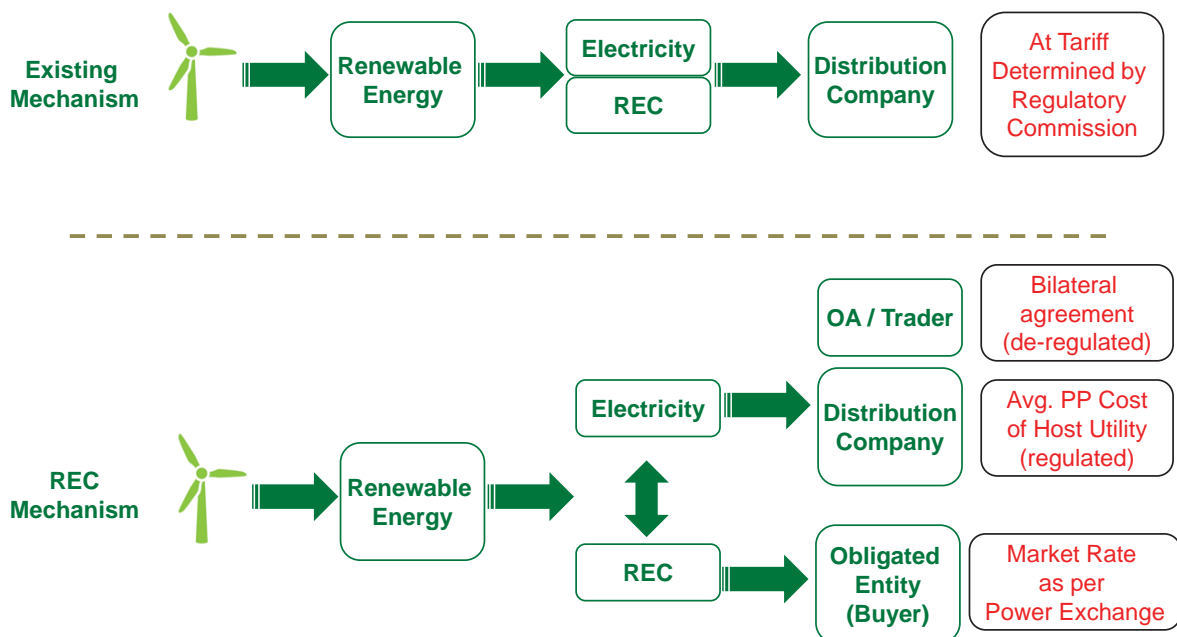 Existing
Mechanism
Renewable
Energy
Electricity
REC
Distribution
Company
At Tariff
Determined by
Regulatory
Commission
REC
Mechanism
Renewable
Energy
Electricity
REC
OA / Trader
Bilateral
agreement
(de-regulated)
Distribution
Company
Avg. PP Cost
of Host Utility
(regulated)
Obligated
Entity
(Buyer)
Market Rate
as per
Power Exchange